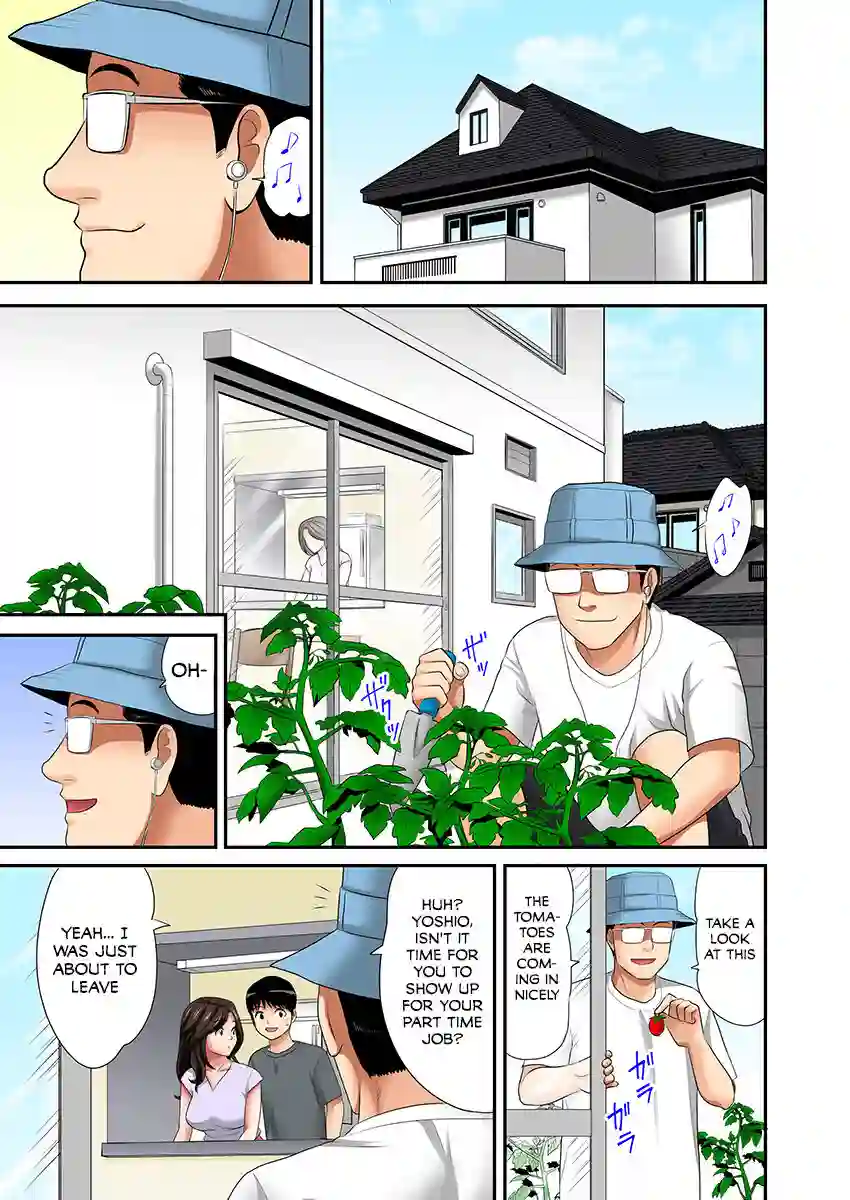 ザッ
ザクッ
OH-
TAKE A
LOOK
AT THIS
THE
TOMA-
TOES
ARE
COM-
ING IN
NICELY
ガラ
ガラ
HUH?
YOSHIO,
ISN'T IT
TIME FOR
YOU TO
SHOW UP
FOR YOUR
PART TIME
JOB?
YEAH... I
WAS JUST
ABOUT TO
LEAVE